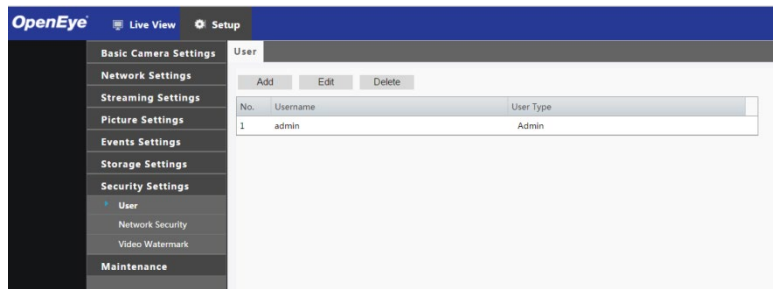 OpenEye Live View Setup
Basic Camera Settings
Network Settings
Streaming Settings
Picture Settings
Events Settings
Storage Settings
Security Settings
User
Network Security
Video Watermark
Maintenance
User
Add Edit Delete
No. Username User Type
1 admin Admin